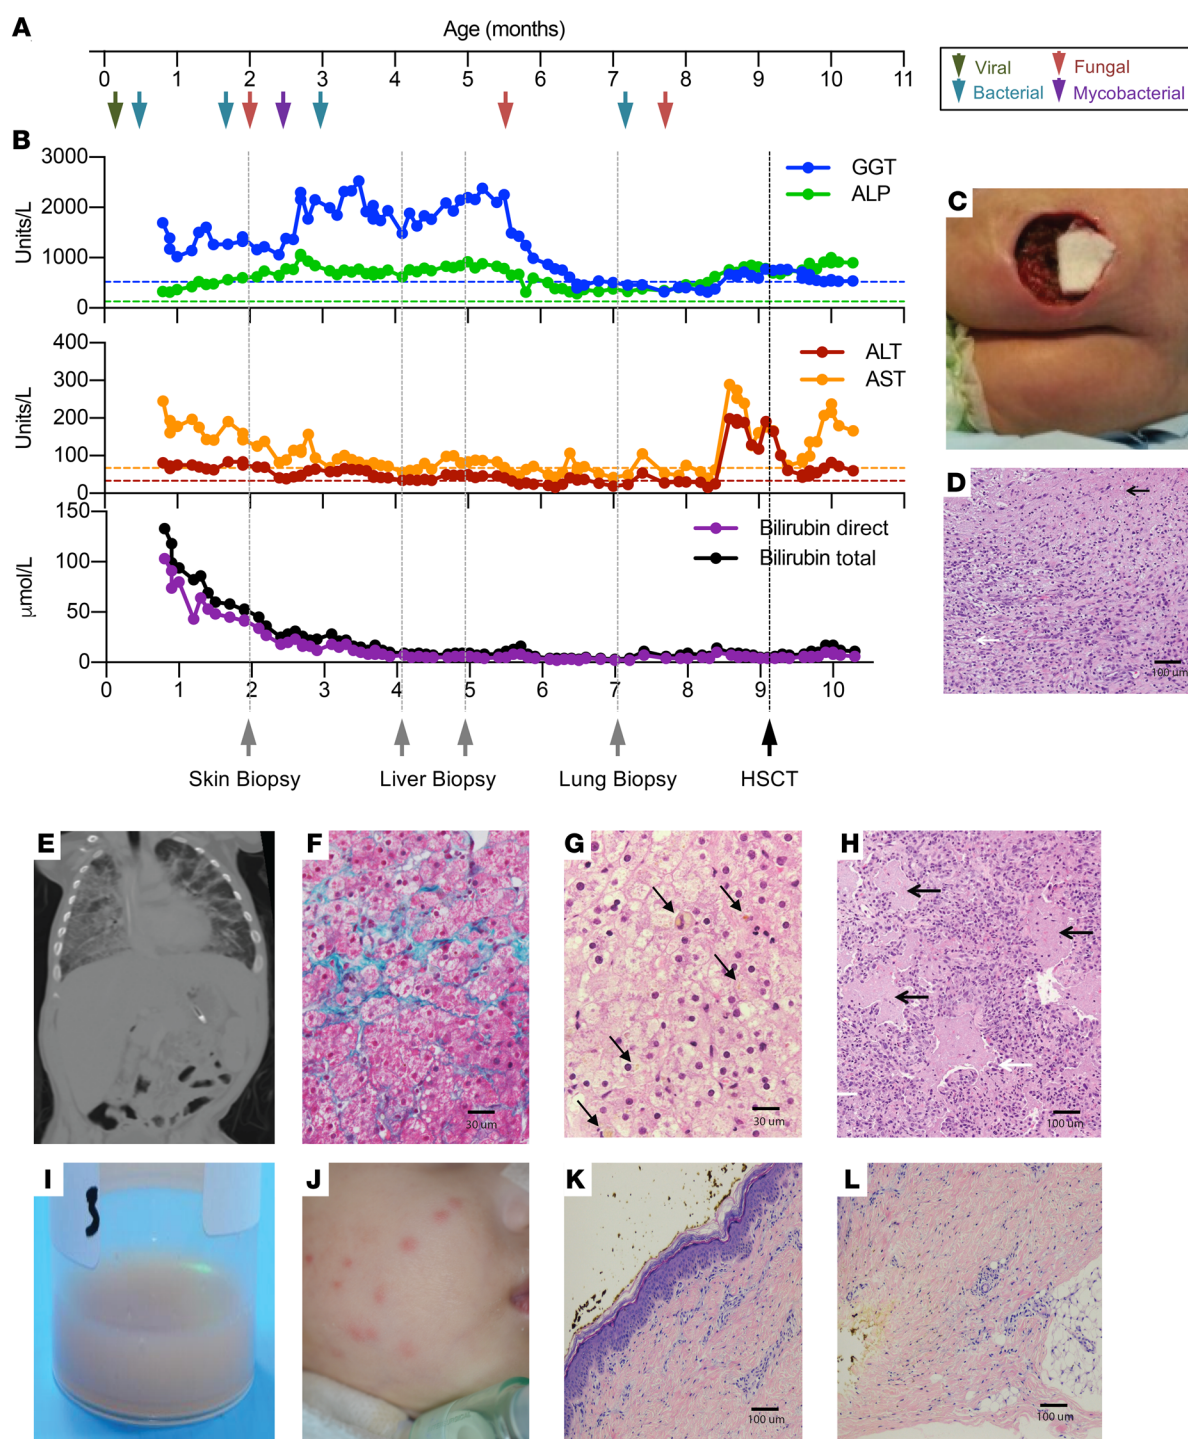 A
Age (months)
0 1 2 3 4 5 6 7 8 9 10 11
Viral Fungal
Bacterial Mycobacterial
B
3000
2000
1000
0
Units/L
GGT
ALP
400
300
200
100
0
Units/L
ALT
AST
150
100
50
0
µmol/L
Bilirubin direct
Bilirubin total
0 1 2 3 4 5 6 7 8 9 10
Skin Biopsy Liver Biopsy Lung Biopsy HSCT
C
D
100 um
E
F
30 um
G
30 um
H
100 um
I
J
K
100 um
L
100 um